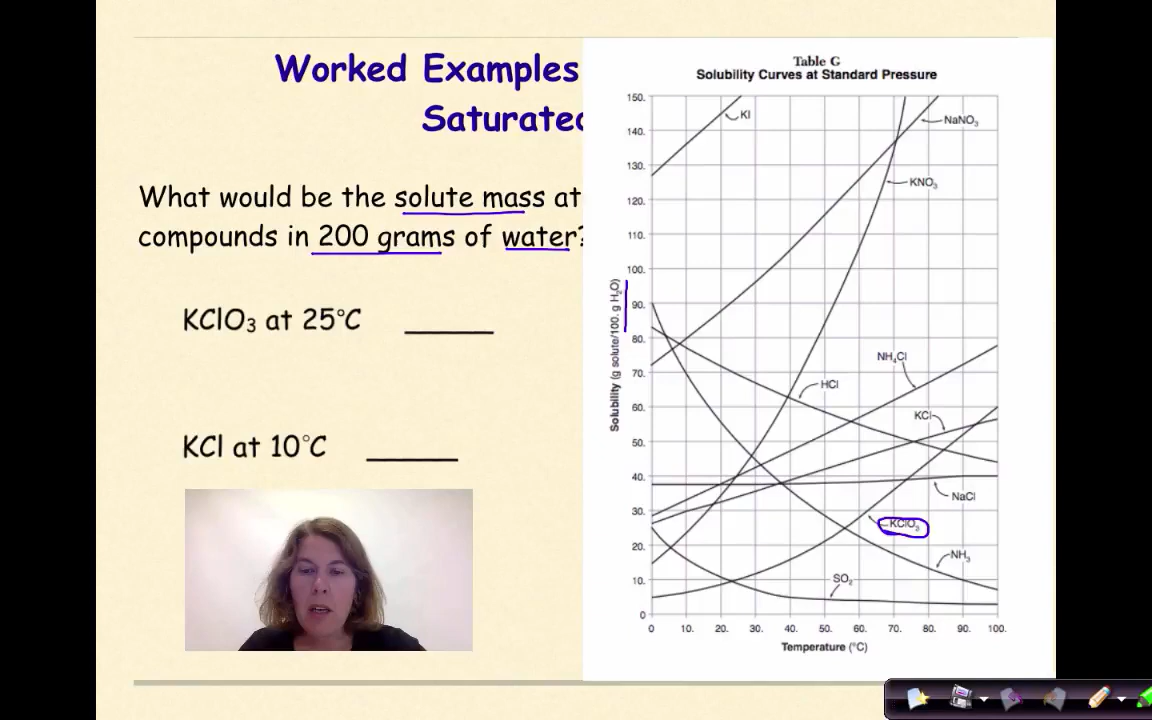 Worked Examples
Saturated
What would be the solute mass at
compounds in 200 grams of water?
KClO₃ at 25°C ______
KCl at 10°C ______
Table G
Solubility Curves at Standard Pressure
Solubility (g solute/100. g H₂O)
150.
140.
130.
120.
110.
100.
90.
80.
70.
60.
50.
40.
30.
20.
10.
0
KI
NaNO₃
KNO₃
NH₄Cl
HCl
KCl
NaCl
KClO₃
NH₃
SO₂
0 10. 20. 30. 40. 50. 60. 70. 80. 90. 100.
Temperature (°C)